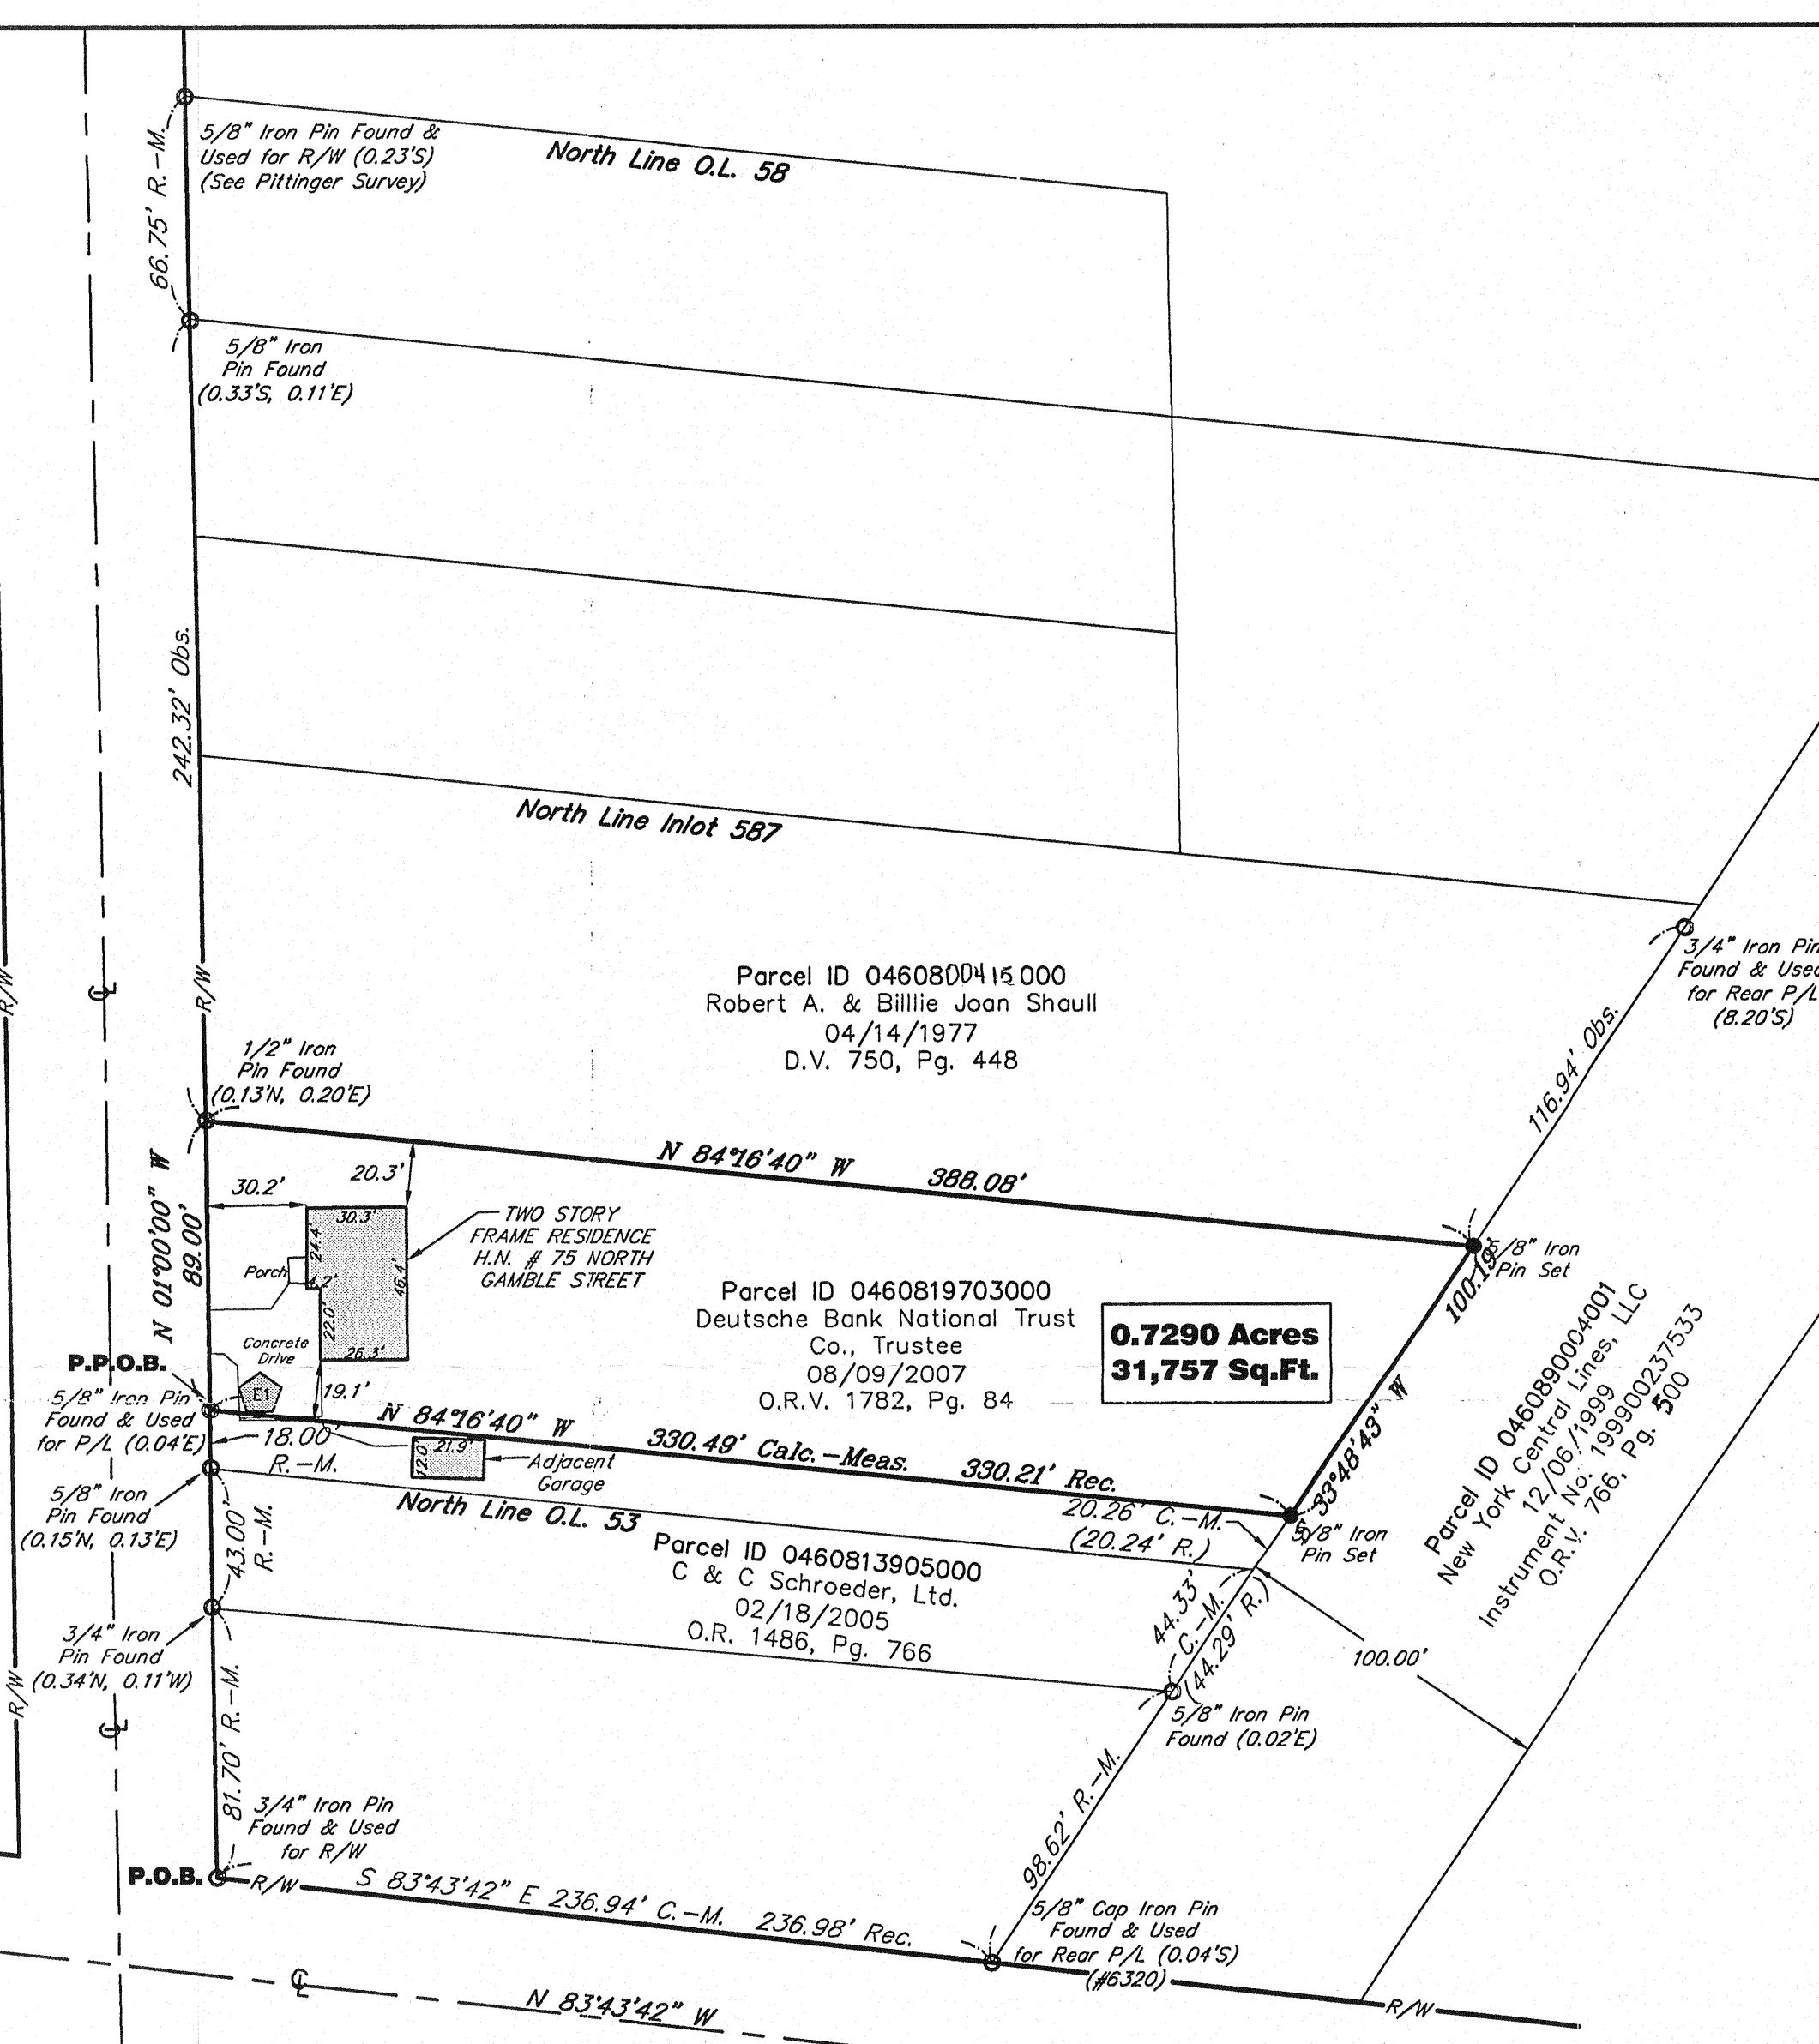 66.75' R.-M.
5/8" Iron Pin Found &
Used for R/W (0.23'S)
(See Pittinger Survey)
North Line O.L. 58
5/8" Iron
Pin Found
(0.33'S, 0.11'E)
242.32' Obs.
North Line Inlot 587
R/W
R/W
℄
3/4" Iron Pin
Found & Used
for Rear P/L
(8.20'S)
Parcel ID 0460800415000
Robert A. & Billlie Joan Shaull
04/14/1977
D.V. 750, Pg. 448
116.94' Obs.
1/2" Iron
Pin Found
(0.13'N, 0.20'E)
N 84°16'40" W 388.08'
N 01°00'00" W
89.00'
30.2'
20.3'
30.3'
24.4'
Porch
4.2'
46.4'
22.0'
26.3'
TWO STORY
FRAME RESIDENCE
H.N. # 75 NORTH
GAMBLE STREET
5/8" Iron
Pin Set
100.19'
S 33°48'43" W
Parcel ID 0460819703000
Deutsche Bank National Trust
Co., Trustee
08/09/2007
O.R.V. 1782, Pg. 84
0.7290 Acres
31,757 Sq.Ft.
Parcel ID 0460890004001
New York Central Lines, LLC
12/06/1999
Instrument No. 199900237533
O.R.V. 766, Pg. 500
Concrete
Drive
P.P.O.B.
E1
19.1'
5/8" Iron Pin
Found & Used
for P/L (0.04'E)
N 84°16'40" W 330.49' Calc.-Meas. 330.21' Rec.
18.00'
R.-M.
12.0'
21.9'
Adjacent
Garage
20.26' C.-M.
(20.24' R.)
5/8" Iron
Pin Set
5/8" Iron
Pin Found
(0.15'N, 0.13'E)
North Line O.L. 53
43.00'
R.-M.
Parcel ID 0460813905000
C & C Schroeder, Ltd.
02/18/2005
O.R. 1486, Pg. 766
44.33'
C.-M.
(44.29' R.)
100.00'
3/4" Iron
Pin Found
(0.34'N, 0.11'W)
R/W
℄
5/8" Iron Pin
Found (0.02'E)
81.70' R.-M.
98.62' R.-M.
3/4" Iron Pin
Found & Used
for R/W
P.O.B.
R/W S 83°43'42" E 236.94' C.-M. 236.98' Rec.
5/8" Cap Iron Pin
Found & Used
for Rear P/L (0.04'S)
(#6320)
R/W
℄
N 83°43'42" W